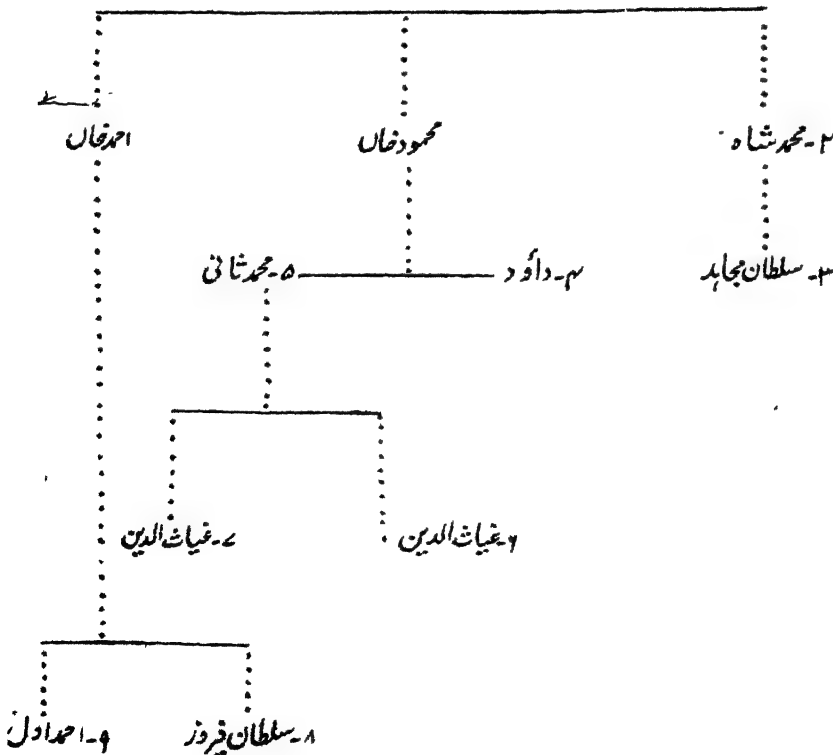 ۲۔محمد شاہ محمود خاں احمد خاں
۳۔سلطان مجاہد
۴۔داؤد ۵۔محمد ثانی
۶۔غیاث الدین ۷۔غیاث الدین
۸۔سلطان فیروز ۹۔احمد اول